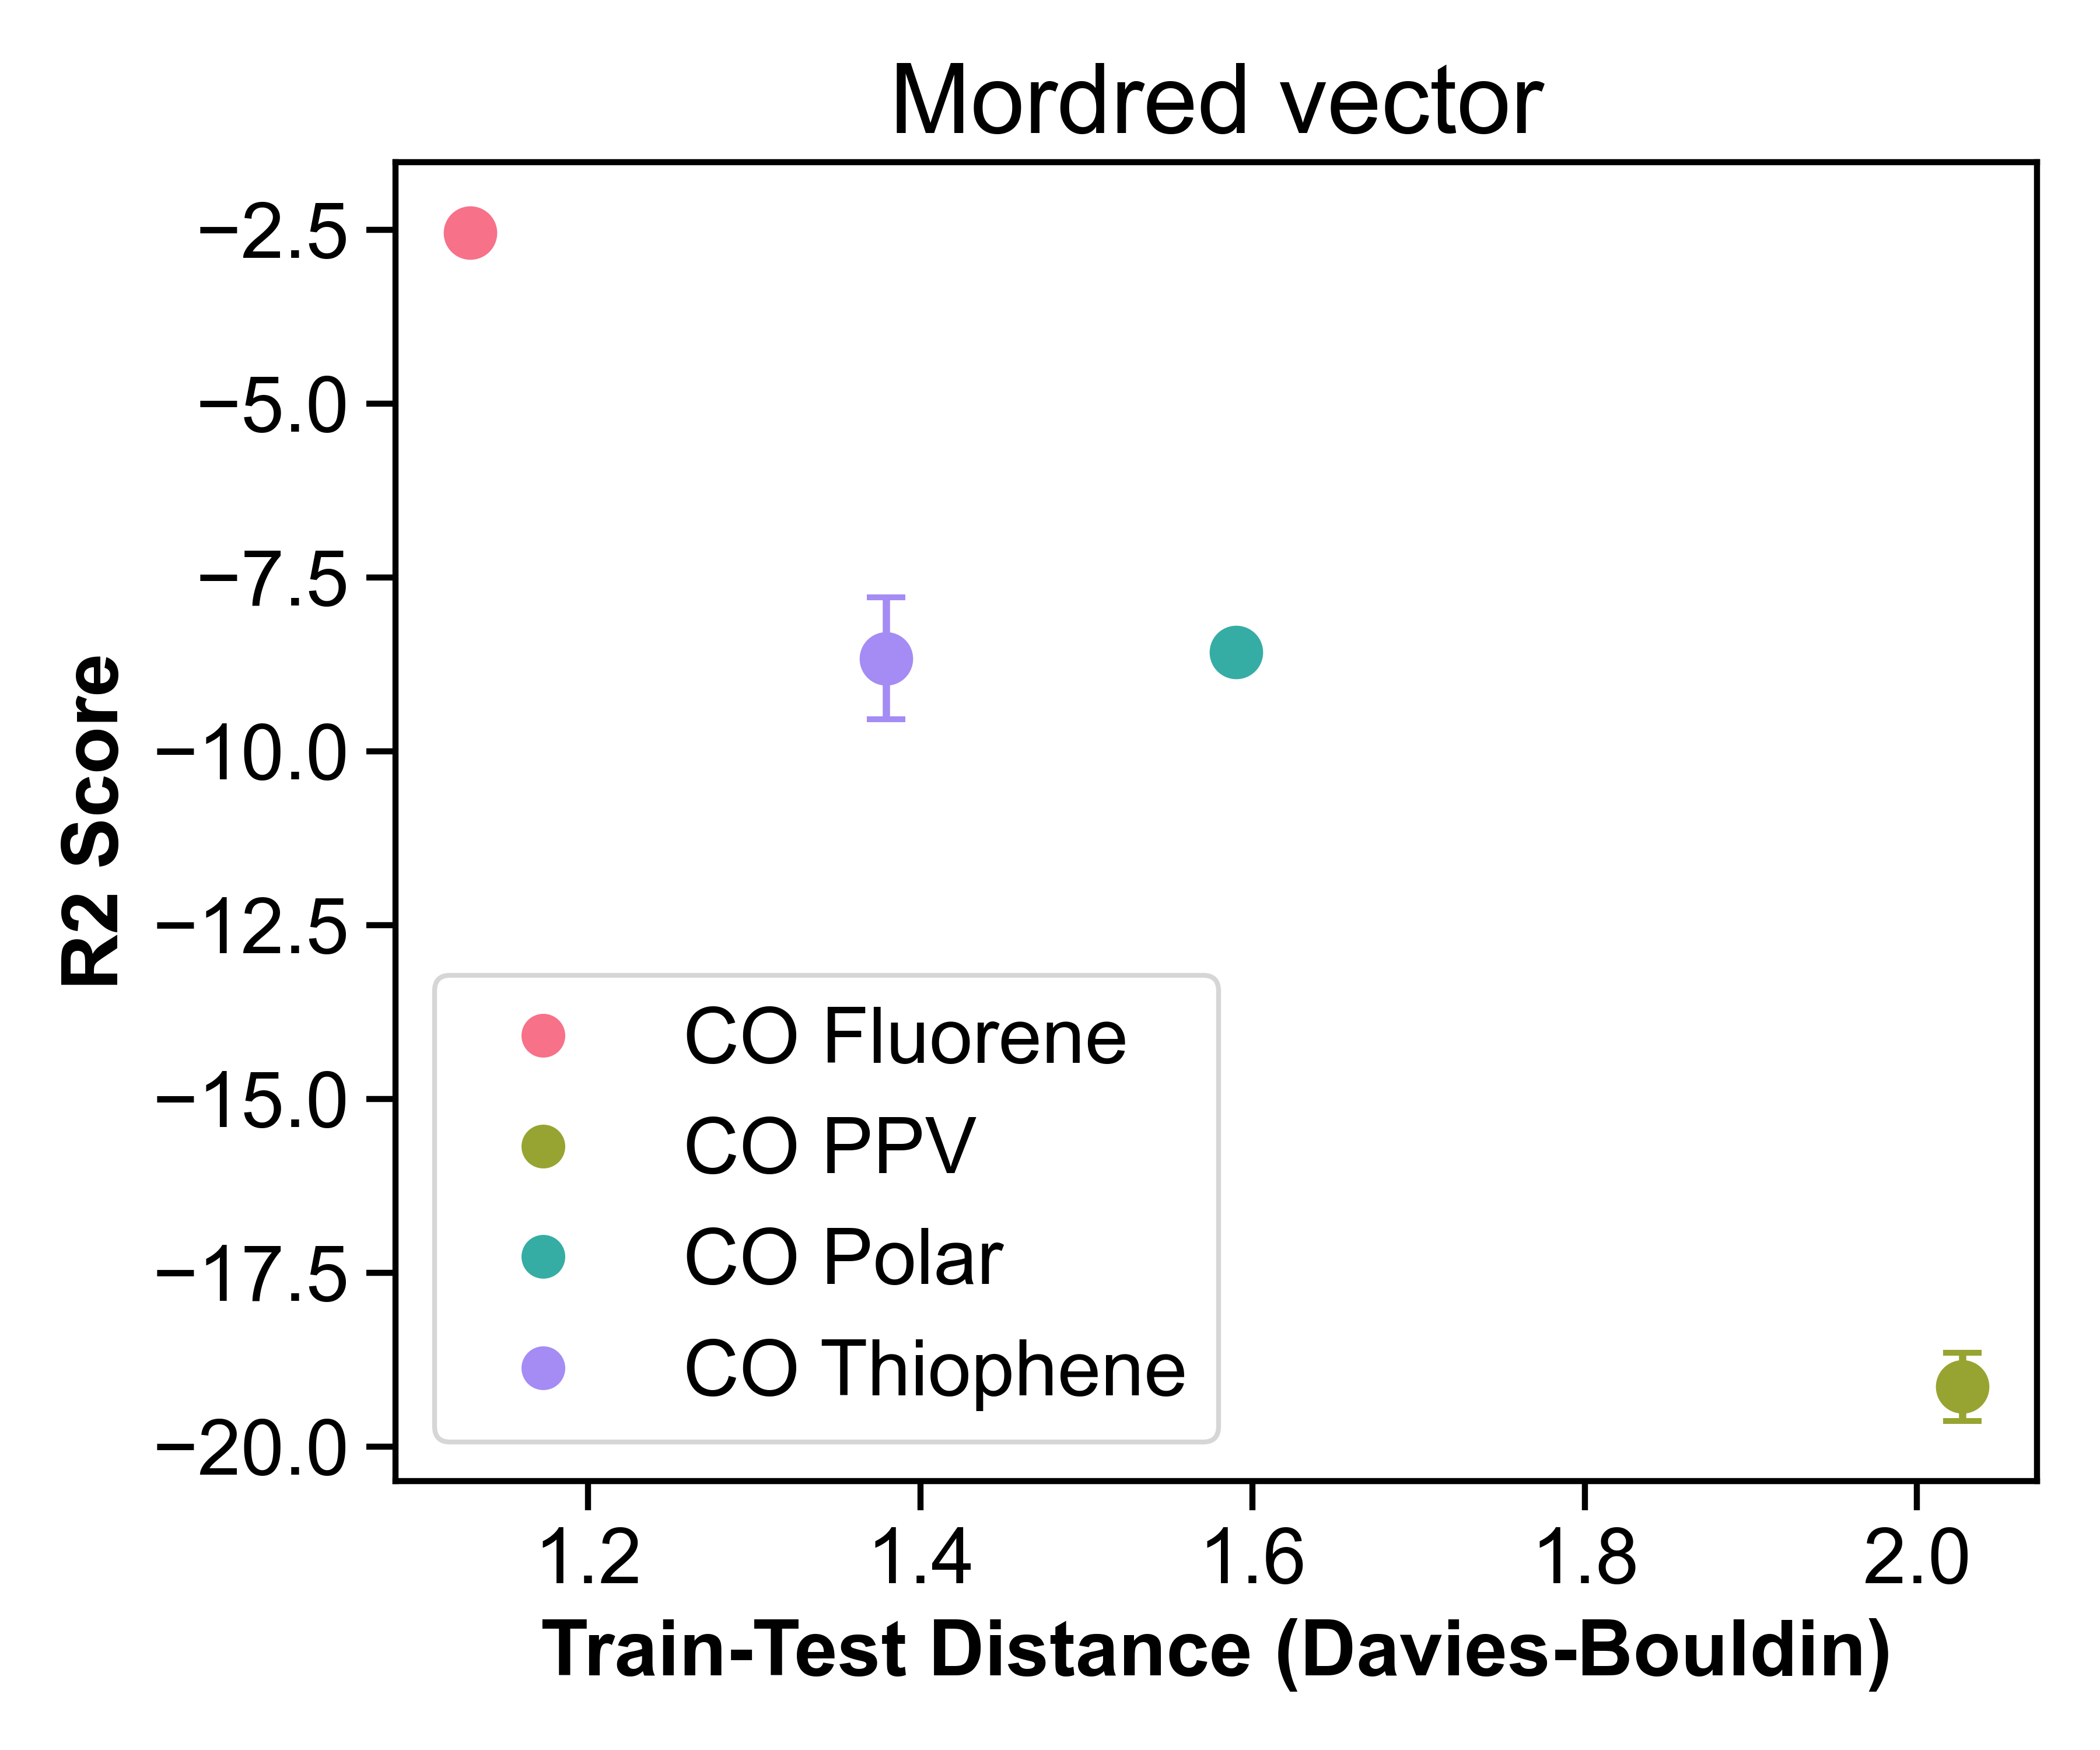 Mordred vector
R2 Score
−2.5
−5.0
−7.5
−10.0
−12.5
−15.0
−17.5
−20.0
CO Fluorene
CO PPV
CO Polar
CO Thiophene
1.2 1.4 1.6 1.8 2.0
Train-Test Distance (Davies-Bouldin)